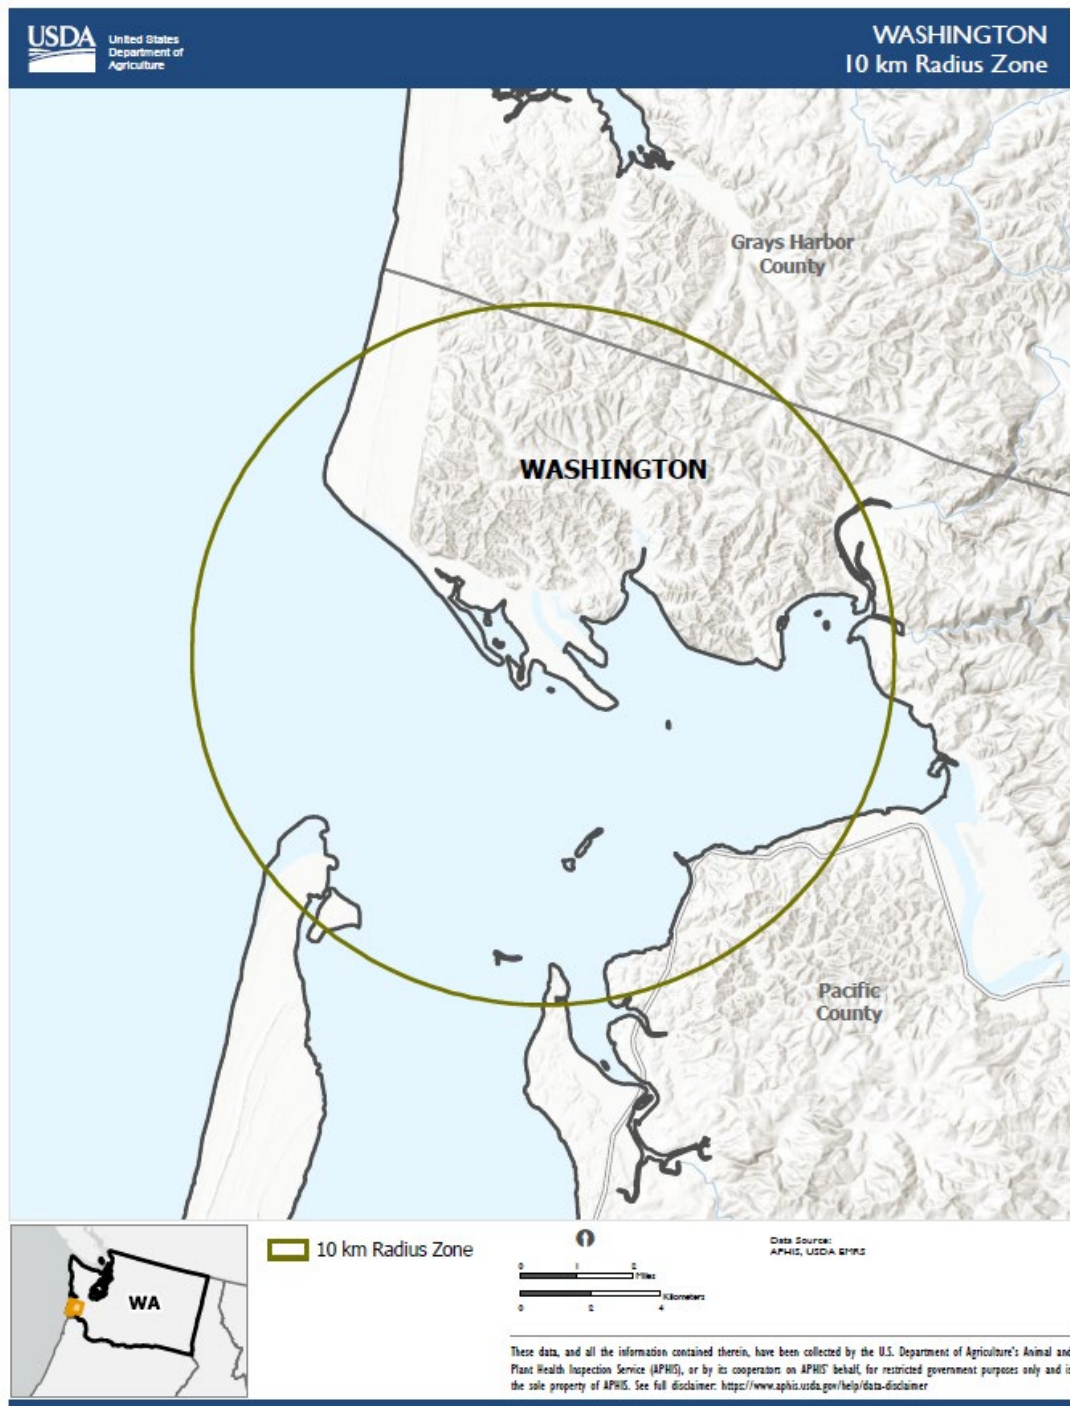 USDA
United States
Department of
Agriculture
WASHINGTON
10 km Radius Zone
Grays Harbor
County
WASHINGTON
Pacific
County
WA
10 km Radius Zone
0 1 2
Miles
Kilometers
0 2 4
Data Source:
APHIS, USDA EMRS
These data, and all the information contained therein, have been collected by the U.S. Department of Agriculture's Animal and
Plant Health Inspection Service (APHIS), or by its cooperators on APHIS' behalf, for restricted government purposes only and is
the sole property of APHIS. See full disclaimer: https://www.aphis.usda.gov/help/data-disclaimer